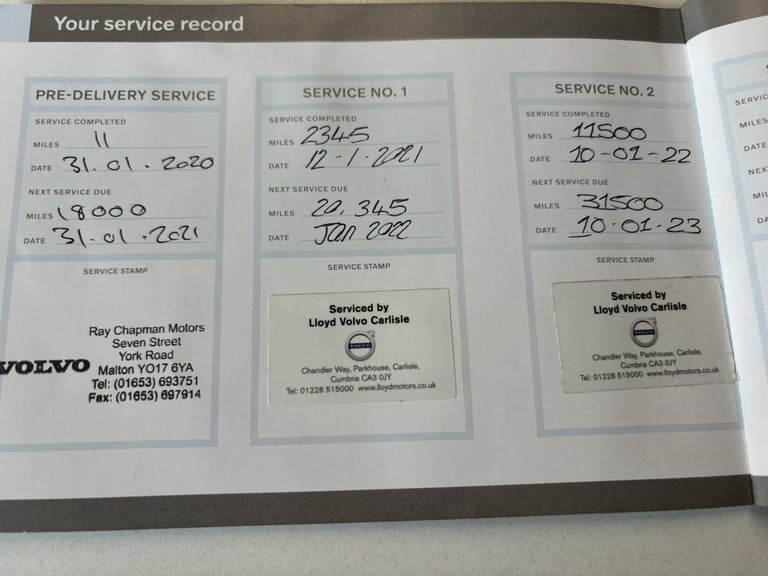 Your service record
PRE-DELIVERY SERVICE
SERVICE COMPLETED
MILES 11
DATE 31.01.2020
NEXT SERVICE DUE
MILES 18000
DATE 31.01.2021
SERVICE STAMP
VOLVO
Ray Chapman Motors
Seven Street
York Road
Malton YO17 6YA
Tel: (01653) 693751
Fax: (01653) 697914
SERVICE NO. 1
SERVICE COMPLETED
MILES 2345
DATE 12-1-2021
NEXT SERVICE DUE
MILES 20,345
DATE Jan 2022
SERVICE STAMP
Serviced by
Lloyd Volvo Carlisle
VOLVO
Chandler Way, Parkhouse, Carlisle,
Cumbria CA3 0JY
Tel: 01228 515000 www.lloydmotors.co.uk
SERVICE NO. 2
SERVICE COMPLETED
MILES 11500
DATE 10-01-22
NEXT SERVICE DUE
MILES 31500
DATE 10.01.23
SERVICE STAMP
Serviced by
Lloyd Volvo Carlisle
VOLVO
Chandler Way, Parkhouse, Carlisle,
Cumbria CA3 0JY
Tel: 01228 515000 www.lloydmotors.co.uk